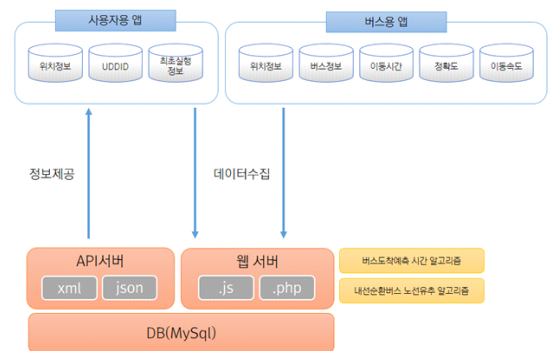 사용자용 앱
버스용 앱
위치정보
UDDID
최초실행
정보
위치정보
버스정보
이동시간
정확도
이동속도
정보제공
데이터수집
API서버
웹 서버
xml
json
.js
.php
버스도착예측 시간 알고리즘
내선순환버스 노선유추 알고리즘
DB(MySql)